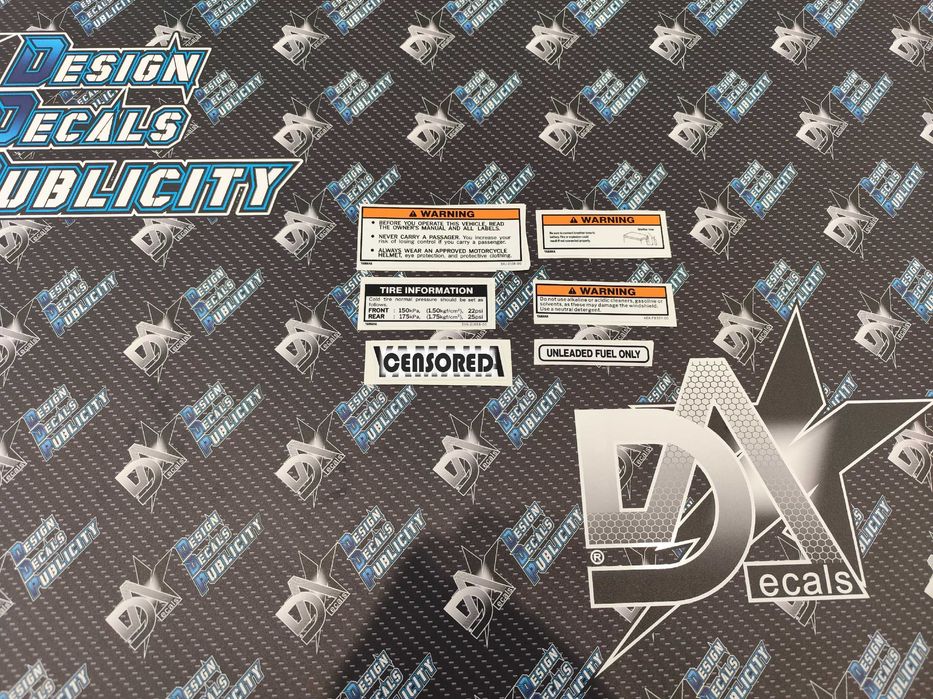 DESIGN
DECALS
PUBLICITY
WARNING
• BEFORE YOU OPERATE THIS VEHICLE, READ
THE OWNER'S MANUAL AND ALL LABELS.
• NEVER CARRY A PASSAGER. You increase your
risk of losing control if you carry a passenger.
• ALWAYS WEAR AN APPROVED MOTORCYCLE
HELMET, eye protection, and protective clothing.
YAMAHA
WARNING
YAMAHA
TIRE INFORMATION
Cold tire normal pressure should be set as
follows.
FRONT : 150kPa, (1.50kgf/cm²), 22psi
REAR : 175kPa, (1.75kgf/cm²), 25psi
YAMAHA
WARNING
Do not use alkaline or acidic cleaners, gasoline or
solvents, as these may damage the windshield.
Use a neutral detergent.
YAMAHA
CENSORED
UNLEADED FUEL ONLY
DA
ecals
®